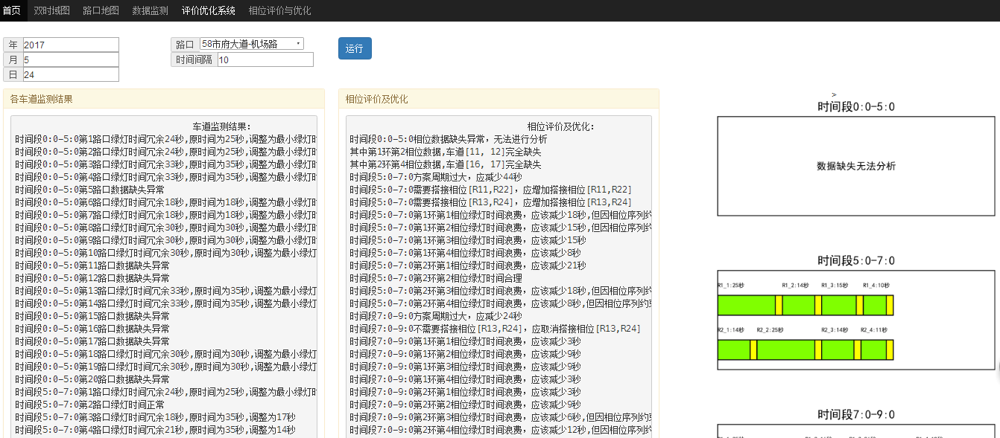 首页 双时域图 路口地图 数据监测 评价优化系统 相位评价与优化
年 2017
月 5
日 24
路口 58市府大道-机场路
时间间隔 10
运行
各车道监测结果
车道监测结果:
时间段0:0-5:0第1路口绿灯时间冗余24秒,原时间为25秒,调整为最小绿灯时
时间段0:0-5:0第2路口绿灯时间冗余24秒,原时间为25秒,调整为最小绿灯时
时间段0:0-5:0第3路口绿灯时间冗余33秒,原时间为35秒,调整为最小绿灯时
时间段0:0-5:0第4路口绿灯时间冗余33秒,原时间为35秒,调整为最小绿灯时
时间段0:0-5:0第5路口数据缺失异常
时间段0:0-5:0第6路口绿灯时间冗余18秒,原时间为18秒,调整为最小绿灯时
时间段0:0-5:0第7路口绿灯时间冗余18秒,原时间为18秒,调整为最小绿灯时
时间段0:0-5:0第8路口绿灯时间冗余30秒,原时间为30秒,调整为最小绿灯时
时间段0:0-5:0第9路口绿灯时间冗余30秒,原时间为30秒,调整为最小绿灯时
时间段0:0-5:0第10路口绿灯时间冗余30秒,原时间为30秒,调整为最小绿灯
时间段0:0-5:0第11路口数据缺失异常
时间段0:0-5:0第12路口数据缺失异常
时间段0:0-5:0第13路口绿灯时间冗余33秒,原时间为35秒,调整为最小绿灯
时间段0:0-5:0第14路口绿灯时间冗余33秒,原时间为35秒,调整为最小绿灯
时间段0:0-5:0第15路口数据缺失异常
时间段0:0-5:0第16路口数据缺失异常
时间段0:0-5:0第17路口数据缺失异常
时间段0:0-5:0第18路口绿灯时间冗余30秒,原时间为30秒,调整为最小绿灯
时间段0:0-5:0第19路口绿灯时间冗余30秒,原时间为30秒,调整为最小绿灯
时间段0:0-5:0第20路口数据缺失异常
时间段5:0-7:0第1路口绿灯时间冗余24秒,原时间为25秒,调整为最小绿灯时
时间段5:0-7:0第2路口绿灯时间正常
时间段5:0-7:0第3路口绿灯时间冗余18秒,原时间为35秒,调整为17秒
时间段5:0-7:0第4路口绿灯时间冗余21秒,原时间为35秒,调整为14秒
相位评价及优化
相位评价及优化:
时间段0:0-5:0相位数据缺失异常，无法进行分析
其中第1环第2相位数据,车道[11, 12]完全缺失
其中第2环第4相位数据,车道[16, 17]完全缺失
时间段5:0-7:0方案周期过大，应减少44秒
时间段5:0-7:0需要搭接相位[R11,R22]，应增加搭接相位[R11,R22]
时间段5:0-7:0需要搭接相位[R13,R24]，应增加搭接相位[R13,R24]
时间段5:0-7:0第1环第1相位绿灯时间浪费，应该减少18秒,但因相位序列约
时间段5:0-7:0第1环第2相位绿灯时间浪费，应该减少15秒,但因相位序列约
时间段5:0-7:0第1环第3相位绿灯时间浪费，应该减少15秒
时间段5:0-7:0第1环第4相位绿灯时间浪费，应该减少8秒
时间段5:0-7:0第2环第1相位绿灯时间浪费，应该减少21秒
时间段5:0-7:0第2环第2相位绿灯时间合理
时间段5:0-7:0第2环第3相位绿灯时间浪费，应该减少18秒,但因相位序列约
时间段5:0-7:0第2环第4相位绿灯时间浪费，应该减少8秒,但因相位序列约束
时间段7:0-9:0方案周期过大，应减少24秒
时间段7:0-9:0不需要搭接相位[R13,R24]，应取消搭接相位[R13,R24]
时间段7:0-9:0第1环第1相位绿灯时间浪费，应该减少3秒
时间段7:0-9:0第1环第2相位绿灯时间浪费，应该减少9秒
时间段7:0-9:0第1环第3相位绿灯时间浪费，应该减少9秒
时间段7:0-9:0第1环第4相位绿灯时间浪费，应该减少3秒
时间段7:0-9:0第2环第1相位绿灯时间浪费，应该减少3秒
时间段7:0-9:0第2环第2相位绿灯时间浪费，应该减少9秒
时间段7:0-9:0第2环第3相位绿灯时间浪费，应该减少6秒,但因相位序列约束
时间段7:0-9:0第2环第4相位绿灯时间浪费，应该减少12秒,但因相位序列约
>
时间段0:0-5:0
数据缺失无法分析
时间段5:0-7:0
R1_1:25秒 R1_2:14秒 R1_3:15秒 R1_4:10秒
R2_1:14秒 R2_2:25秒 R2_3:14秒 R2_4:11秒
时间段7:0-9:0